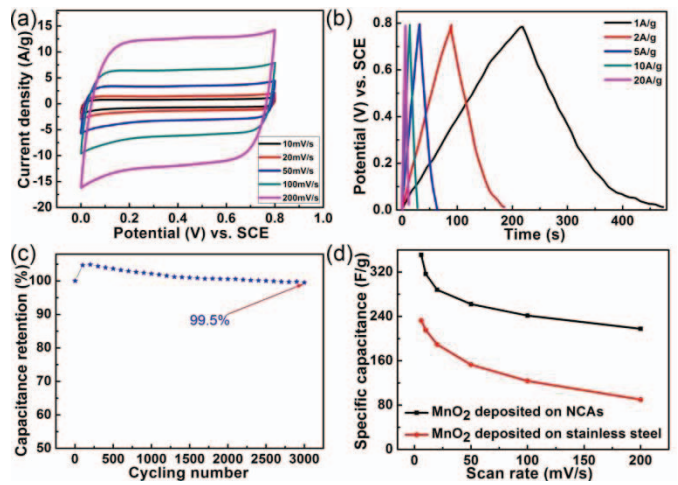 (a)
Current density (A/g)
20
15
10
5
0
-5
-10
-15
-20
0.0 0.2 0.4 0.6 0.8 1.0
Potential (V) vs. SCE
10mV/s
20mV/s
50mV/s
100mV/s
200mV/s
(b)
Potential (V) vs. SCE
0.8
0.6
0.4
0.2
0.0
0 100 200 300 400
Time (s)
1A/g
2A/g
5A/g
10A/g
20A/g
(c)
Capacitance retention (%)
110
100
90
80
70
60
50
0 500 1000 1500 2000 2500 3000
Cycling number
99.5%
(d)
Specific capacitance (F/g)
320
240
160
80
0 50 100 150 200
Scan rate (mV/s)
MnO2 deposited on NCAs
MnO2 deposited on stainless steel